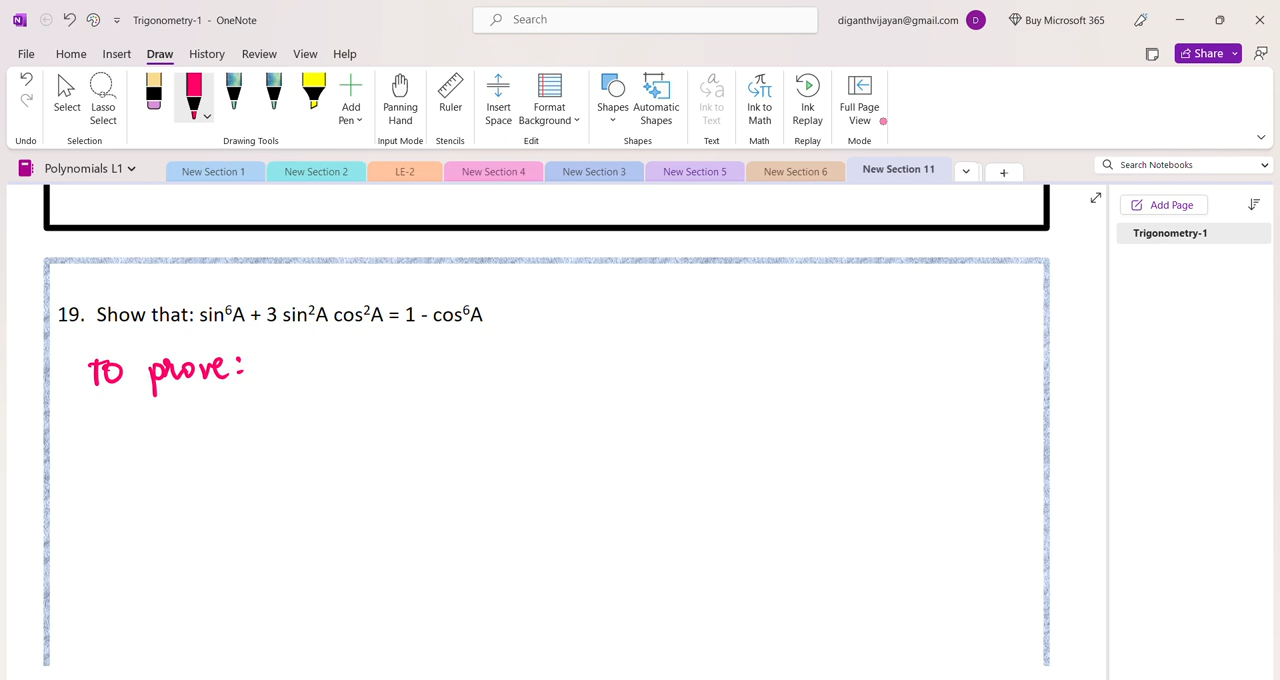 Trigonometry-1 - OneNote
Search
diganthvijayan@gmail.com
D
Buy Microsoft 365
File Home Insert Draw History Review View Help
Share
Undo
Select
Lasso Select
Add Pen
Panning Hand
Ruler
Insert Space
Format Background
Shapes
Automatic Shapes
Ink to Text
Ink to Math
Ink Replay
Full Page View
Undo
Selection
Drawing Tools
Input Mode
Stencils
Edit
Shapes
Text
Math
Replay
Mode
Polynomials L1
New Section 1
New Section 2
LE-2
New Section 4
New Section 3
New Section 5
New Section 6
New Section 11
Search Notebooks
Add Page
Trigonometry-1
19. Show that: sin⁶A + 3 sin²A cos²A = 1 - cos⁶A
To prove: